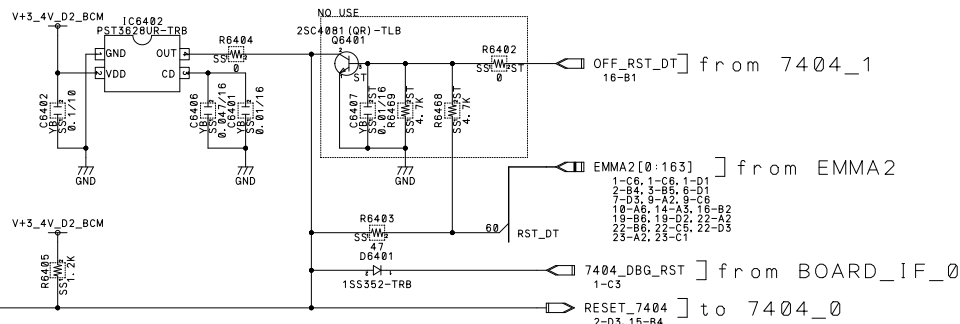 NO USE
V+3_4V_D2_BCM
IC6402
PST3628UR-TRB
2SC4081(QR)-TLB
Q6401
R6404
SS
0
R6402
SS ST
0
GND OUT
VDD CD
ST
OFF_RST_DT
16-B1
from 7404_1
C6402
YB
SS
0.1/10
C6406
YB
SS
0.047/16
C6401
YB
SS
0.01/16
C6407
YB
SS ST
0.01/16
R6469
SS ST
4.7K
R6468
SS ST
4.7K
GND
GND
GND
EMMA2[0:163]
from EMMA2
1-C6,1-C6,1-D1
2-B4,3-B5,6-D1
7-D3,9-A2,9-C6
10-A6,14-A3,16-B2
19-B6,19-D2,22-A2
22-B6,22-C5,22-D3
23-A2,23-C1
V+3_4V_D2_BCM
R6403
SS
47
60
RST_DT
R6405
SS
1.2K
D6401
1SS352-TRB
7404_DBG_RST
1-C3
from BOARD_IF_0
RESET_7404
2-D3,15-B4
to 7404_0